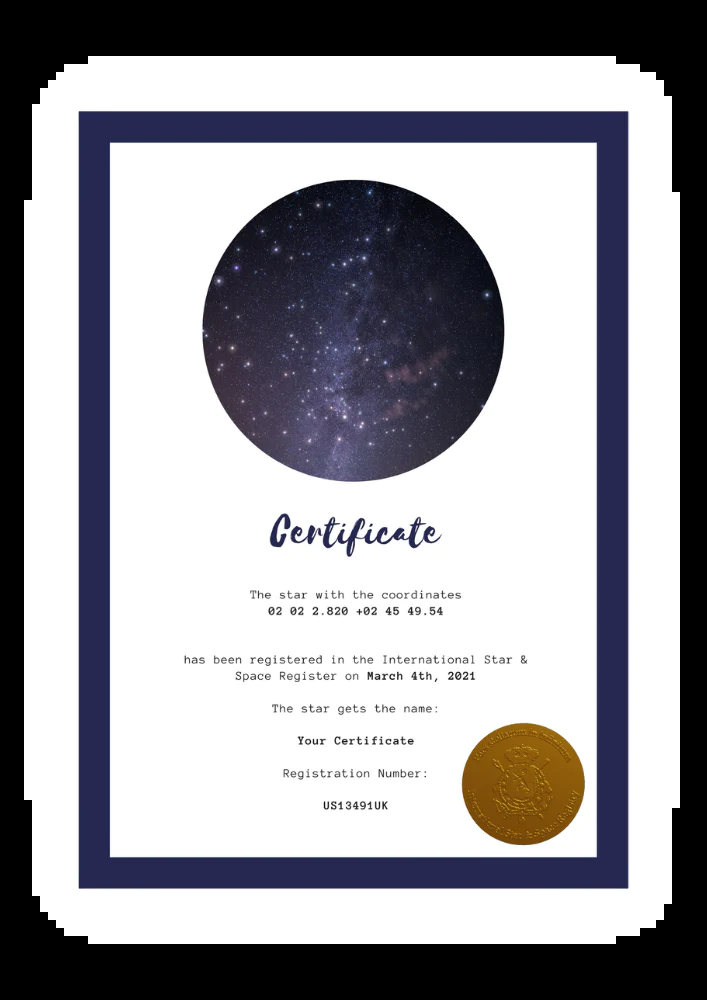 Certificate
The star with the coordinates
02 02 2.820 +02 45 49.54
has been registered in the International Star &
Space Register on March 4th, 2021
The star gets the name:
Your Certificate
Registration Number:
US13491UK